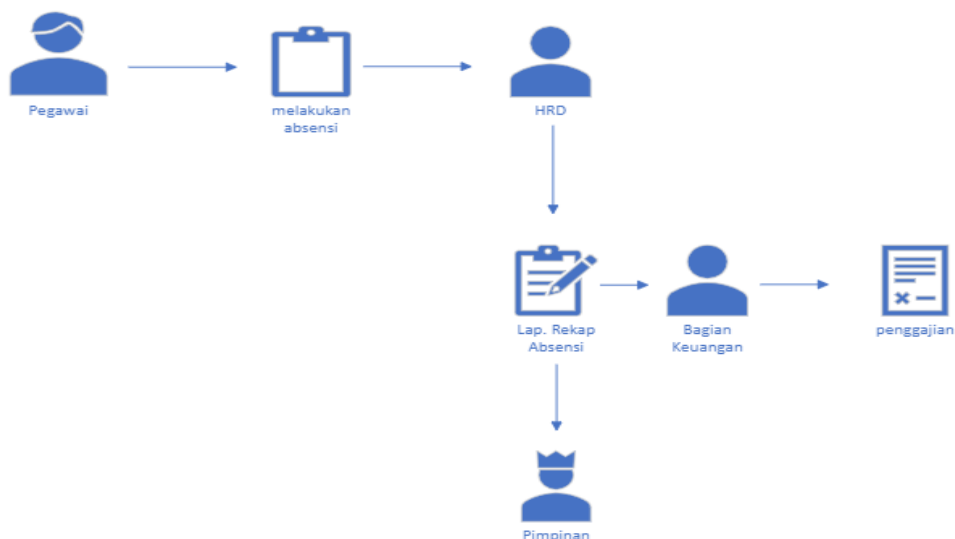 Pegawai
melakukan
absensi
HRD
Lap. Rekap
Absensi
Bagian
Keuangan
penggajian
Pimpinan